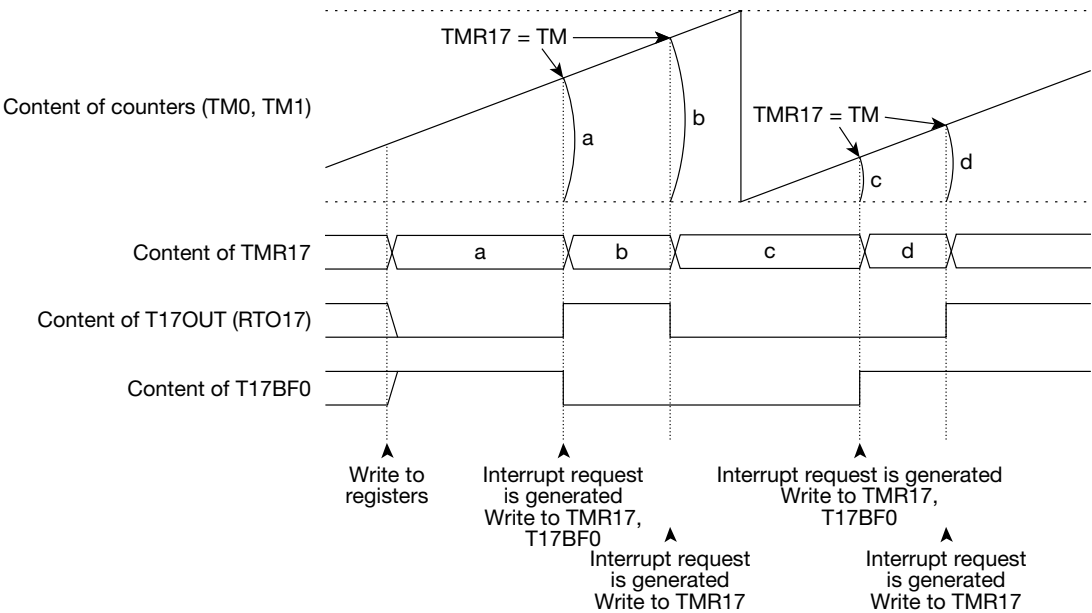 TMR17 = TM
Content of counters (TM0, TM1)
a
b
TMR17 = TM
c
d
Content of TMR17
a
b
c
d
Content of T17OUT (RTO17)
Content of T17BF0
Write to
registers
Interrupt request
is generated
Write to TMR17,
T17BF0
Interrupt request
is generated
Write to TMR17
Interrupt request is generated
Write to TMR17,
T17BF0
Interrupt request
is generated
Write to TMR17